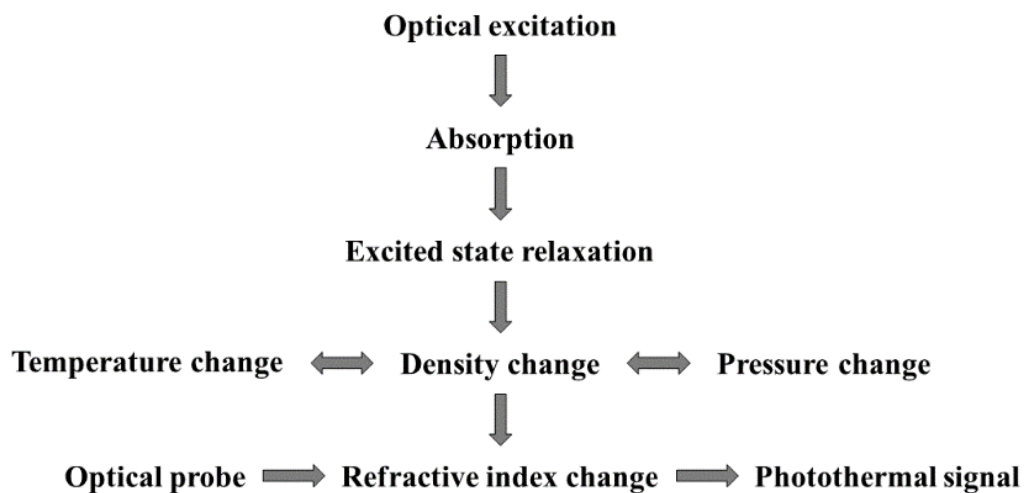 Optical excitation
Absorption
Excited state relaxation
Temperature change Density change Pressure change
Optical probe Refractive index change Photothermal signal